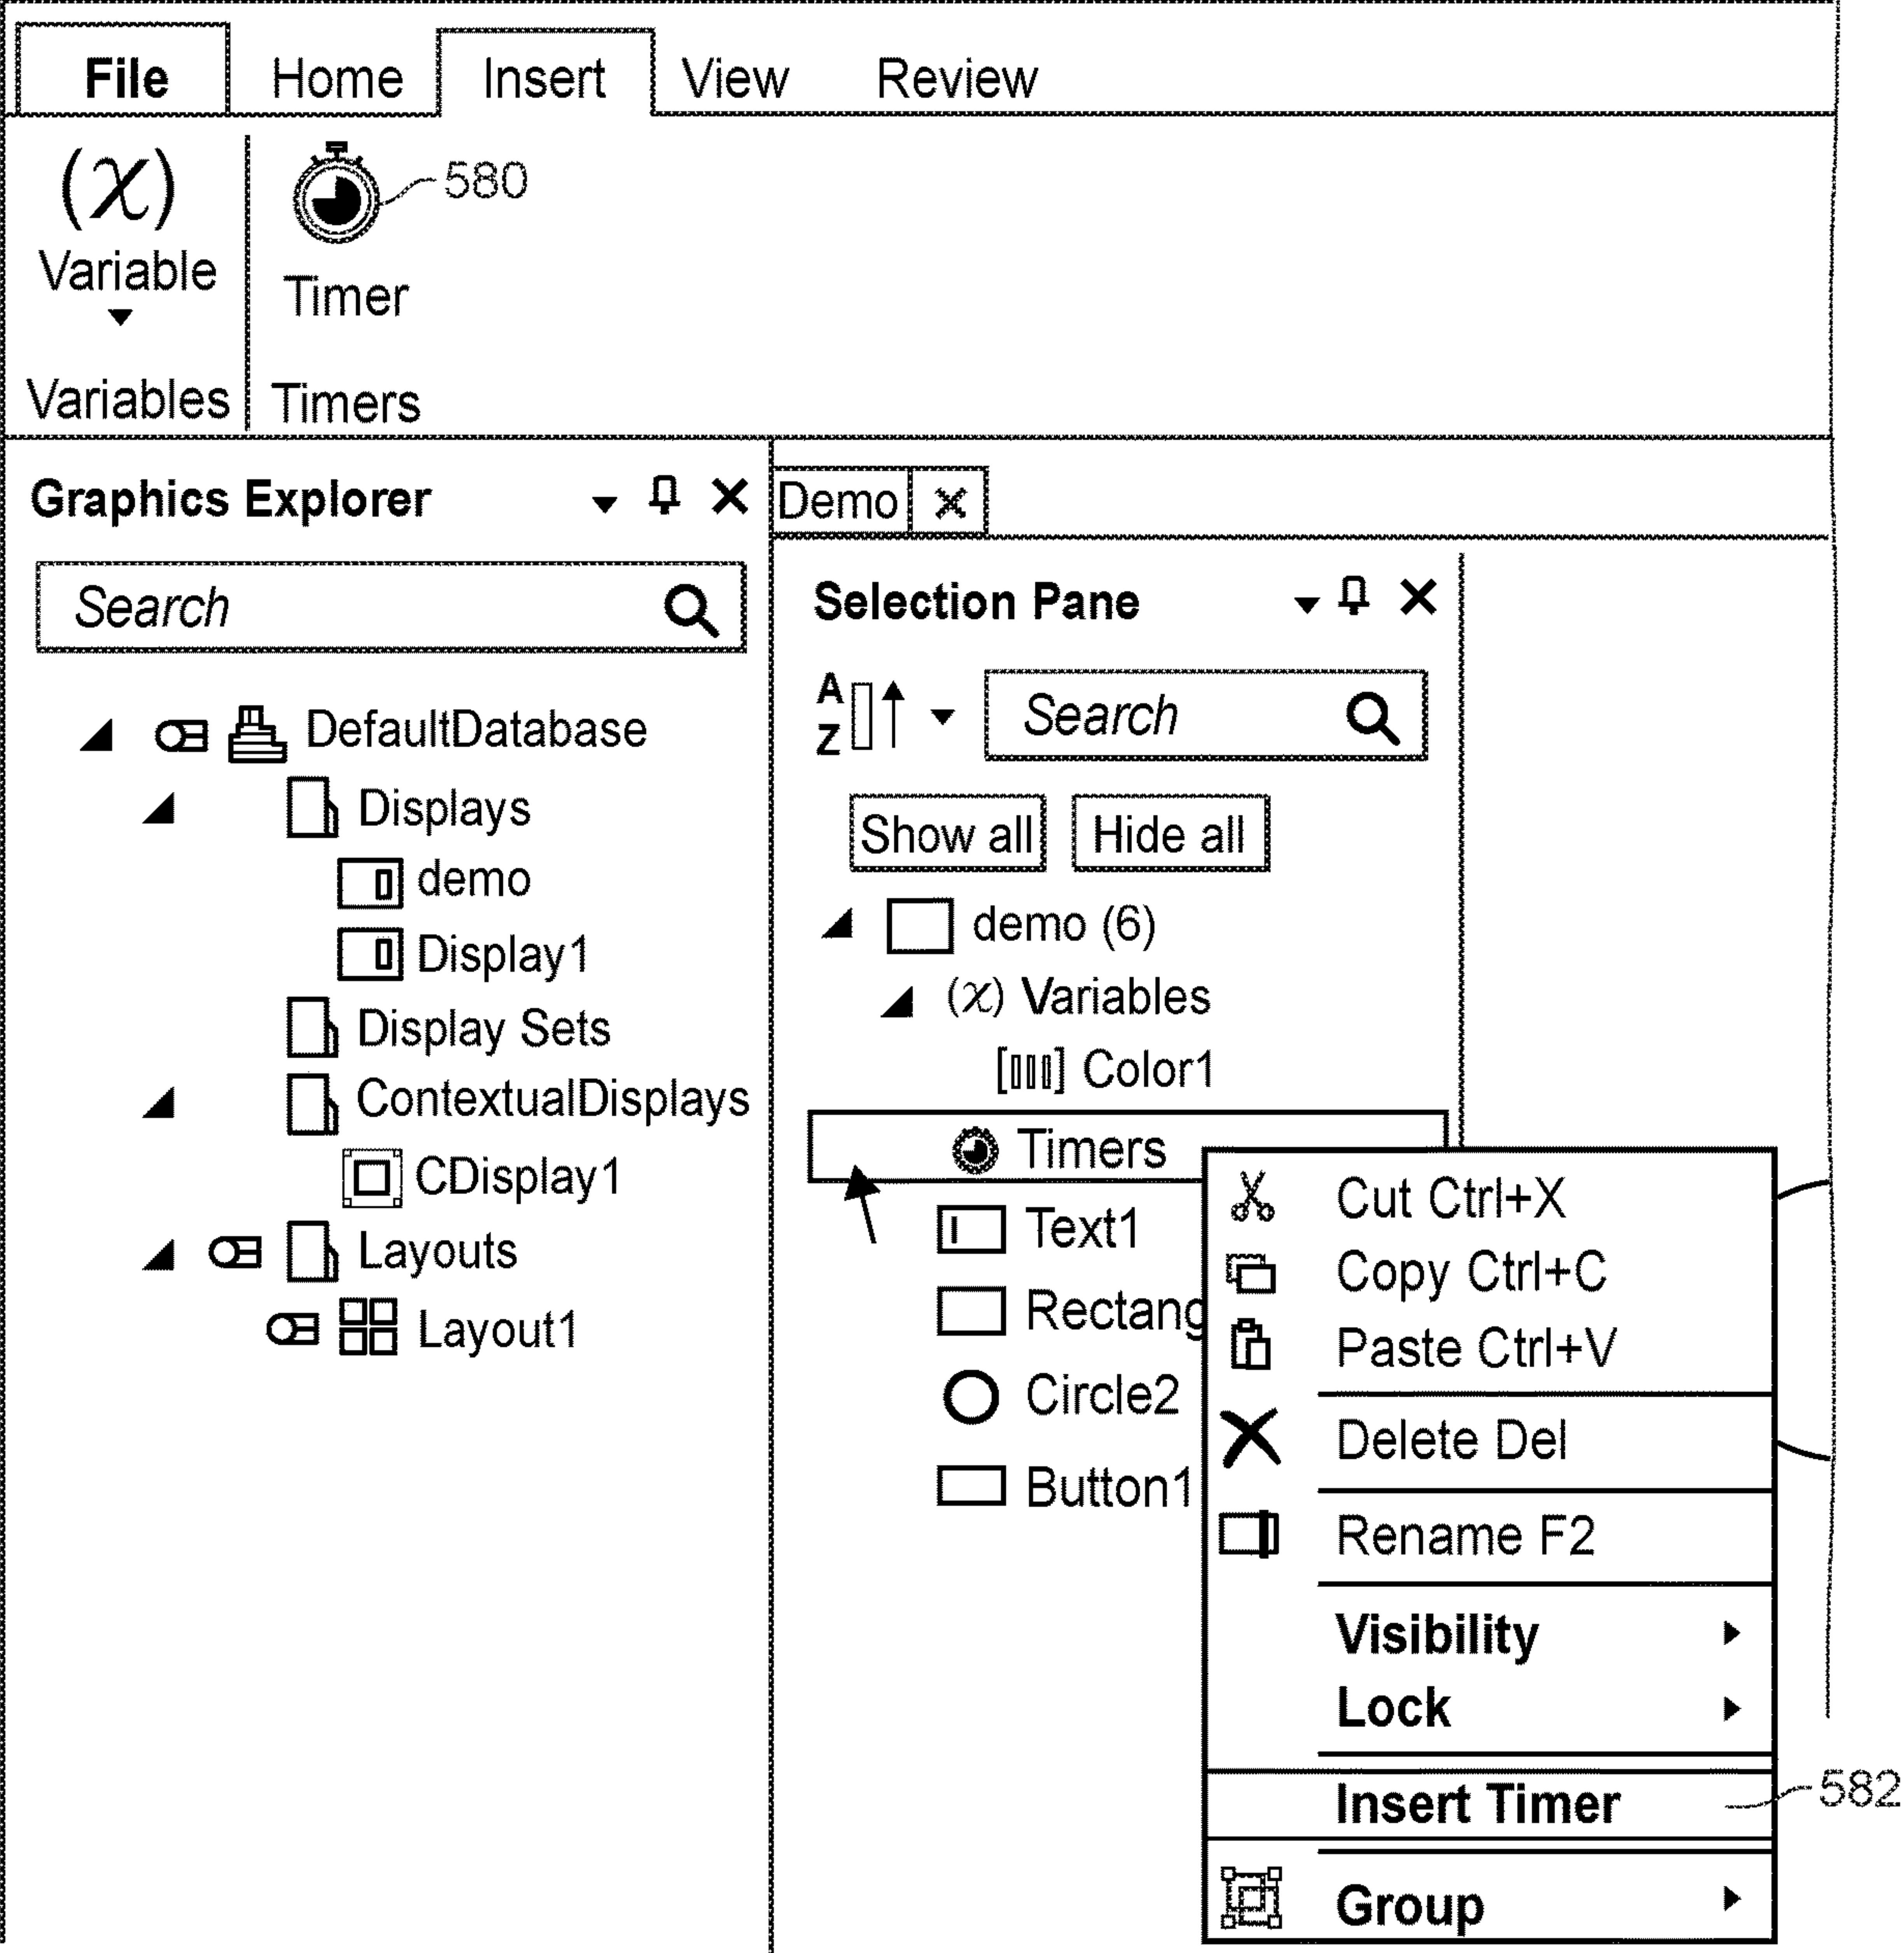 File Home Insert View Review
(χ) 580
Variable Timer
Variables Timers
Graphics Explorer
Search
DefaultDatabase
Displays
demo
Display1
Display Sets
ContextualDisplays
CDisplay1
Layouts
Layout1
Demo
Selection Pane
A
Z
Search
Show all Hide all
demo (6)
(χ) Variables
Color1
Timers
Text1
Rectang
Circle2
Button1
Cut Ctrl+X
Copy Ctrl+C
Paste Ctrl+V
Delete Del
Rename F2
Visibility
Lock
Insert Timer 582
Group